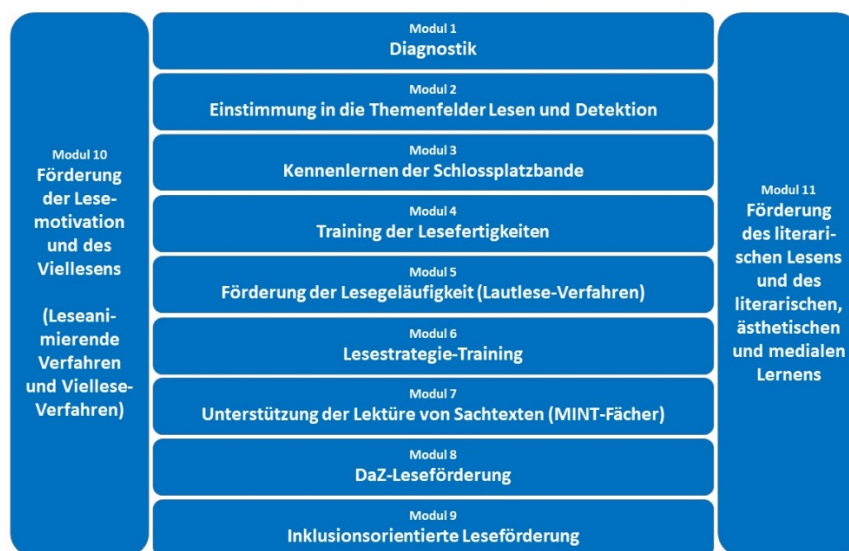 Modul 1
Diagnostik
Modul 2
Einstimmung in die Themenfelder Lesen und Detektion
Modul 3
Kennenlernen der Schlossplatzbande
Modul 4
Training der Lesefertigkeiten
Modul 5
Förderung der Lesegeläufigkeit (Lautlese-Verfahren)
Modul 6
Lesestrategie-Training
Modul 7
Unterstützung der Lektüre von Sachtexten (MINT-Fächer)
Modul 8
DaZ-Leseförderung
Modul 9
Inklusionsorientierte Leseförderung
Modul 10
Förderung
der Lese-
motivation
und des
Viellesens
(Leseani-
mierende
Verfahren
und Viellese-
Verfahren)
Modul 11
Förderung
des literari-
schen Lesens
und des
literarischen,
ästhetischen
und medialen
Lernens